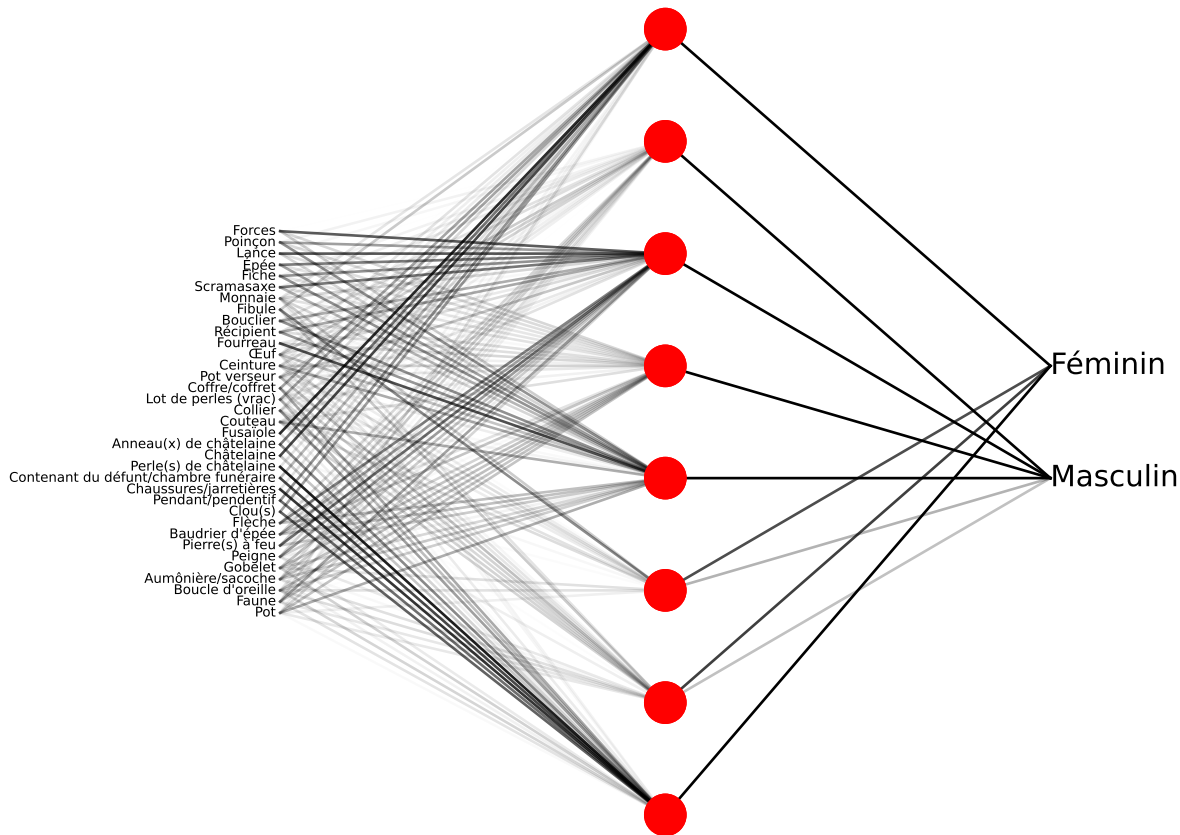 Forces
Poinçon
Lance
Épée
Fiche
Scramasaxe
Monnaie
Fibule
Bouclier
Récipient
Fourreau
Œuf
Ceinture
Pot verseur
Coffre/coffret
Lot de perles (vrac)
Collier
Couteau
Fusaïole
Anneau(x) de châtelaine
Châtelaine
Perle(s) de châtelaine
Contenant du défunt/chambre funéraire
Chaussures/jarretières
Pendant/pendentif
Clou(s)
Flèche
Baudrier d'épée
Pierre(s) à feu
Peigne
Gobelet
Aumônière/sacoche
Boucle d'oreille
Faune
Pot
Féminin
Masculin